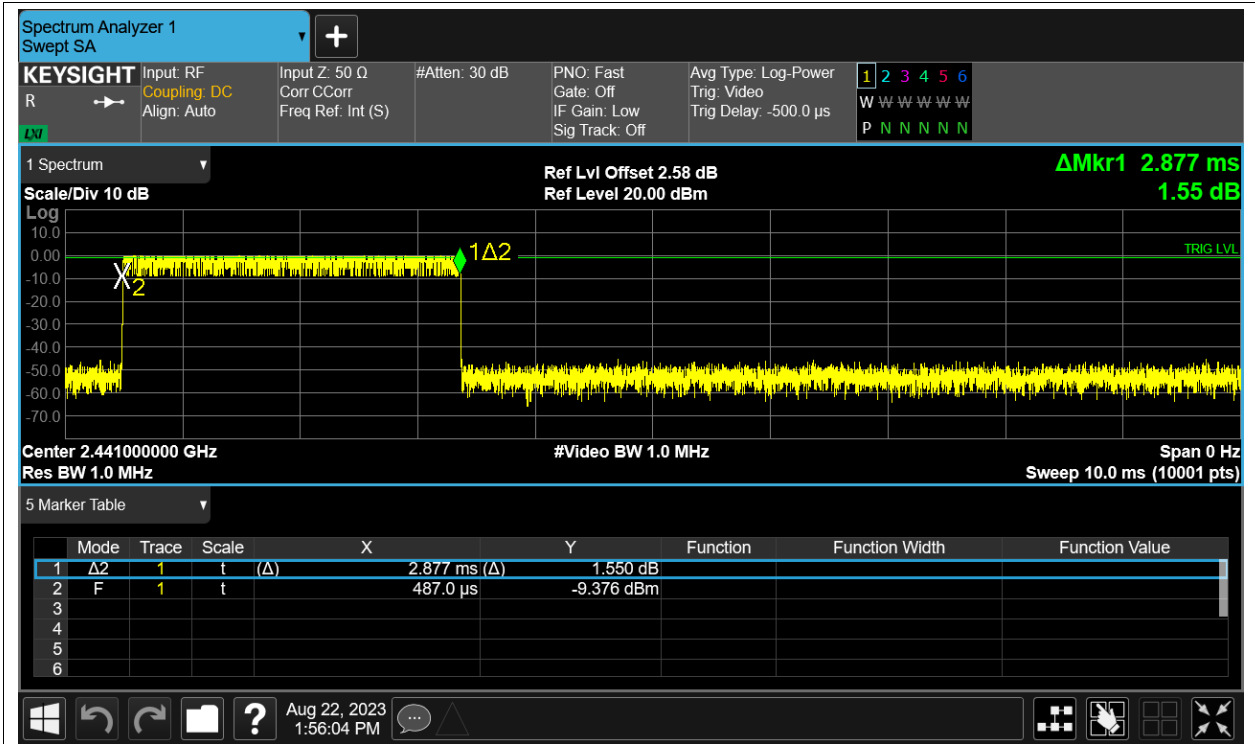 Spectrum Analyzer 1
Swept SA
KEYSIGHT
R
LXI
Input: RF
Coupling: DC
Align: Auto
Input Z: 50 Ω
Corr CCorr
Freq Ref: Int (S)
#Atten: 30 dB
PNO: Fast
Gate: Off
IF Gain: Low
Sig Track: Off
Avg Type: Log-Power
Trig: Video
Trig Delay: -500.0 µs
1 2 3 4 5 6
W W W W W W
P N N N N N
1 Spectrum
Scale/Div 10 dB
Ref Lvl Offset 2.58 dB
Ref Level 20.00 dBm
ΔMkr1 2.877 ms
1.55 dB
Log
10.0
0.00
-10.0
-20.0
-30.0
-40.0
-50.0
-60.0
-70.0
1Δ2
X2
TRIG LVL
Center 2.441000000 GHz
#Video BW 1.0 MHz
Span 0 Hz
Res BW 1.0 MHz
Sweep 10.0 ms (10001 pts)
5 Marker Table
Mode Trace Scale X Y Function Function Width Function Value
1 Δ2 1 t (Δ) 2.877 ms (Δ) 1.550 dB
2 F 1 t 487.0 µs -9.376 dBm
3
4
5
6
?
Aug 22, 2023
1:56:04 PM